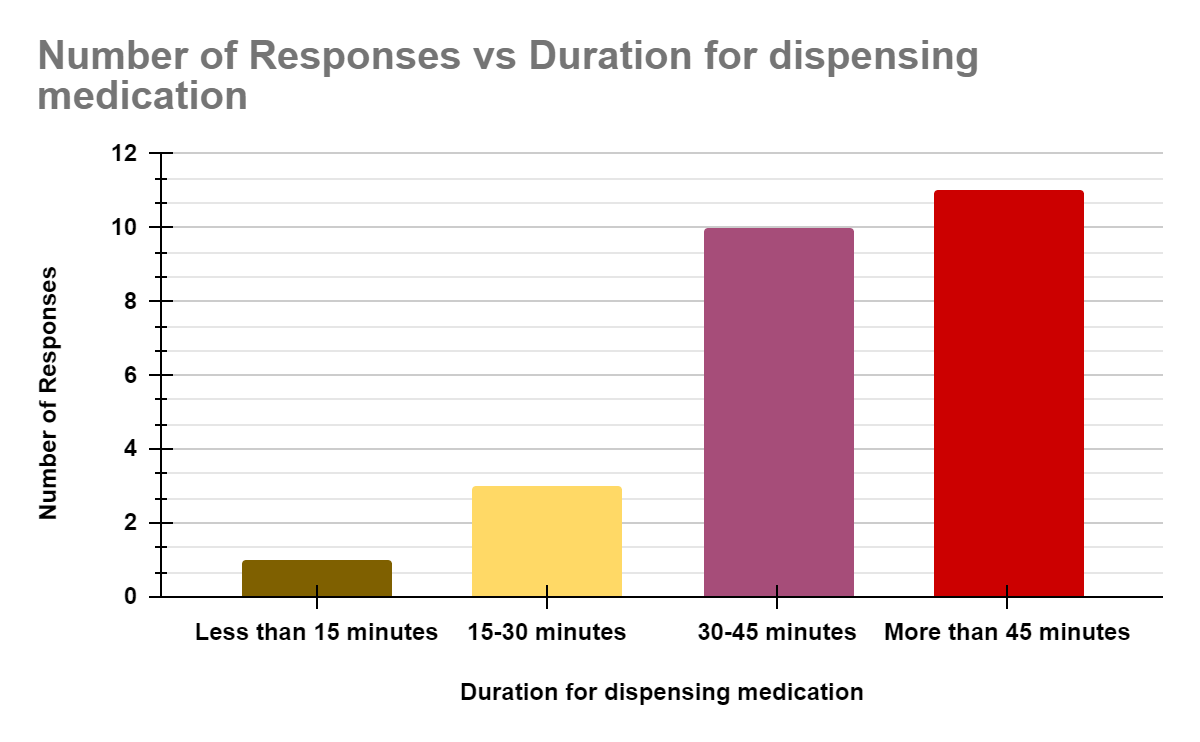 Number of Responses vs Duration for dispensing
medication
12
10
8
6
4
2
0
Number of Responses
Less than 15 minutes
15-30 minutes
30-45 minutes
More than 45 minutes
Duration for dispensing medication